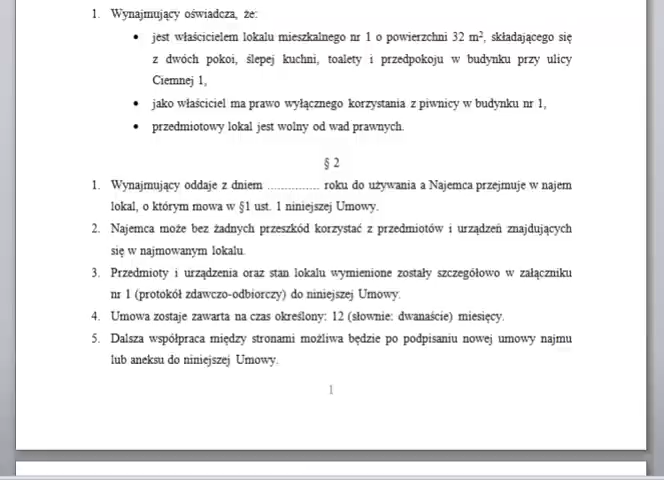 1. Wynajmujący oświadcza, że:
• jest właścicielem lokalu mieszkalnego nr 1 o powierzchni 32 m², składającego się
z dwóch pokoi, ślepej kuchni, toalety i przedpokoju w budynku przy ulicy
Ciemnej 1,
• jako właściciel ma prawo wyłącznego korzystania z piwnicy w budynku nr 1,
• przedmiotowy lokal jest wolny od wad prawnych.
§ 2
1. Wynajmujący oddaje z dniem ............... roku do używania a Najemca przejmuje w najem
lokal, o którym mowa w §1 ust. 1 niniejszej Umowy.
2. Najemca może bez żadnych przeszkód korzystać z przedmiotów i urządzeń znajdujących
się w najmowanym lokalu.
3. Przedmioty i urządzenia oraz stan lokalu wymienione zostały szczegółowo w załączniku
nr 1 (protokół zdawczo-odbiorczy) do niniejszej Umowy.
4. Umowa zostaje zawarta na czas określony: 12 (słownie: dwanaście) miesięcy.
5. Dalsza współpraca między stronami możliwa będzie po podpisaniu nowej umowy najmu
lub aneksu do niniejszej Umowy.
1